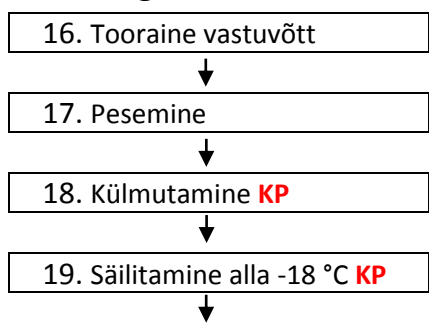 16. Tooraine vastuvõtt
17. Pesemine
18. Külmutamine KP
19. Säilitamine alla -18 °C KP